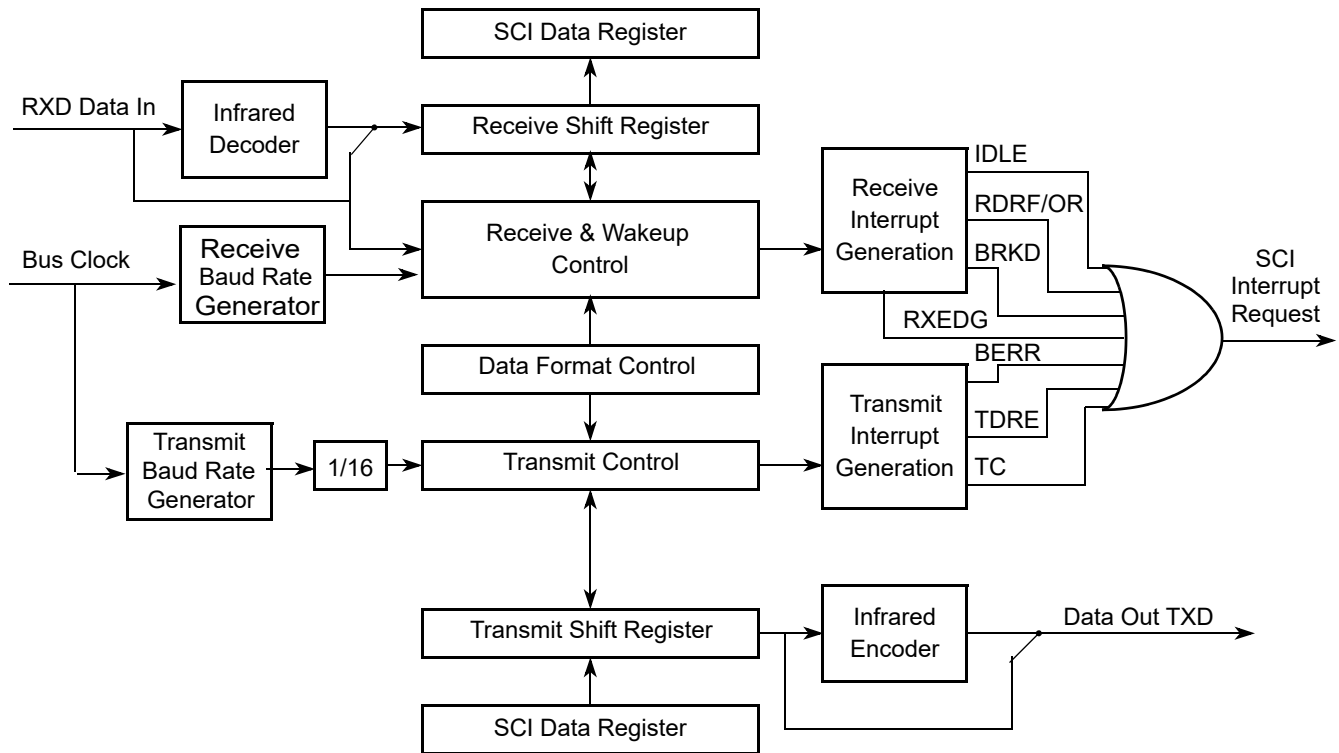 SCI Data Register
RXD Data In
Infrared
Decoder
Receive Shift Register
IDLE
Receive
Interrupt
Generation
RDRF/OR
Receive & Wakeup
Control
Bus Clock
Receive
Baud Rate
Generator
BRKD
SCI
Interrupt
Request
RXEDG
BERR
Data Format Control
Transmit
Interrupt
Generation
TDRE
Transmit
Baud Rate
Generator
1/16
Transmit Control
TC
Transmit Shift Register
Infrared
Encoder
Data Out TXD
SCI Data Register